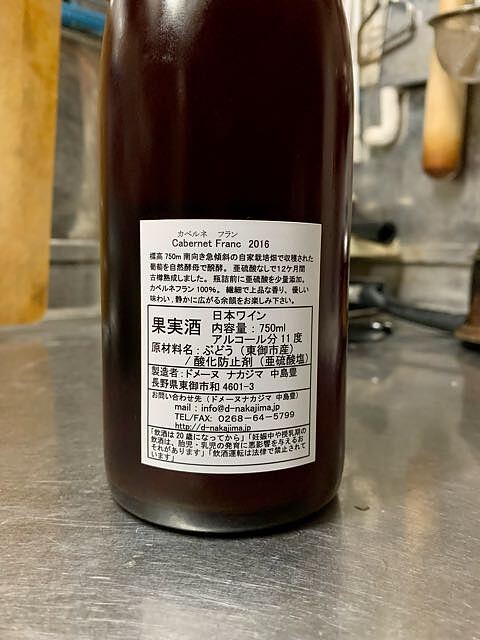 カベルネ　フラン
Cabernet Franc 2016
標高750m南向き急傾斜の自家栽培畑で収穫された
葡萄を自然酵母で醗酵。亜硫酸なしで12ケ月間
古樽熟成しました。瓶詰前に亜硫酸を少量添加。
カベルネフラン100%。繊細で上品な香り、優しい
味わい、静かに広がる余韻をお楽しみ下さい。
果実酒 日本ワイン
内容量：750ml
アルコール分11度
原材料名：ぶどう（東御市産）
/酸化防止剤（亜硫酸塩）
製造者：ドメーヌ ナカジマ 中島豊
長野県東御市和4601-3
お問い合わせ先（ドメーヌナカジマ 中島豊）
mail：info@d-nakajima.jp
TEL/FAX: 0268-64-5799
http://d-nakajima.jp
「飲酒は20歳になってから」「妊娠中や授乳期の
飲酒は、胎児・乳児の発育に悪影響を与えるお
それがあります」「飲酒運転は法律で禁止されて
います」